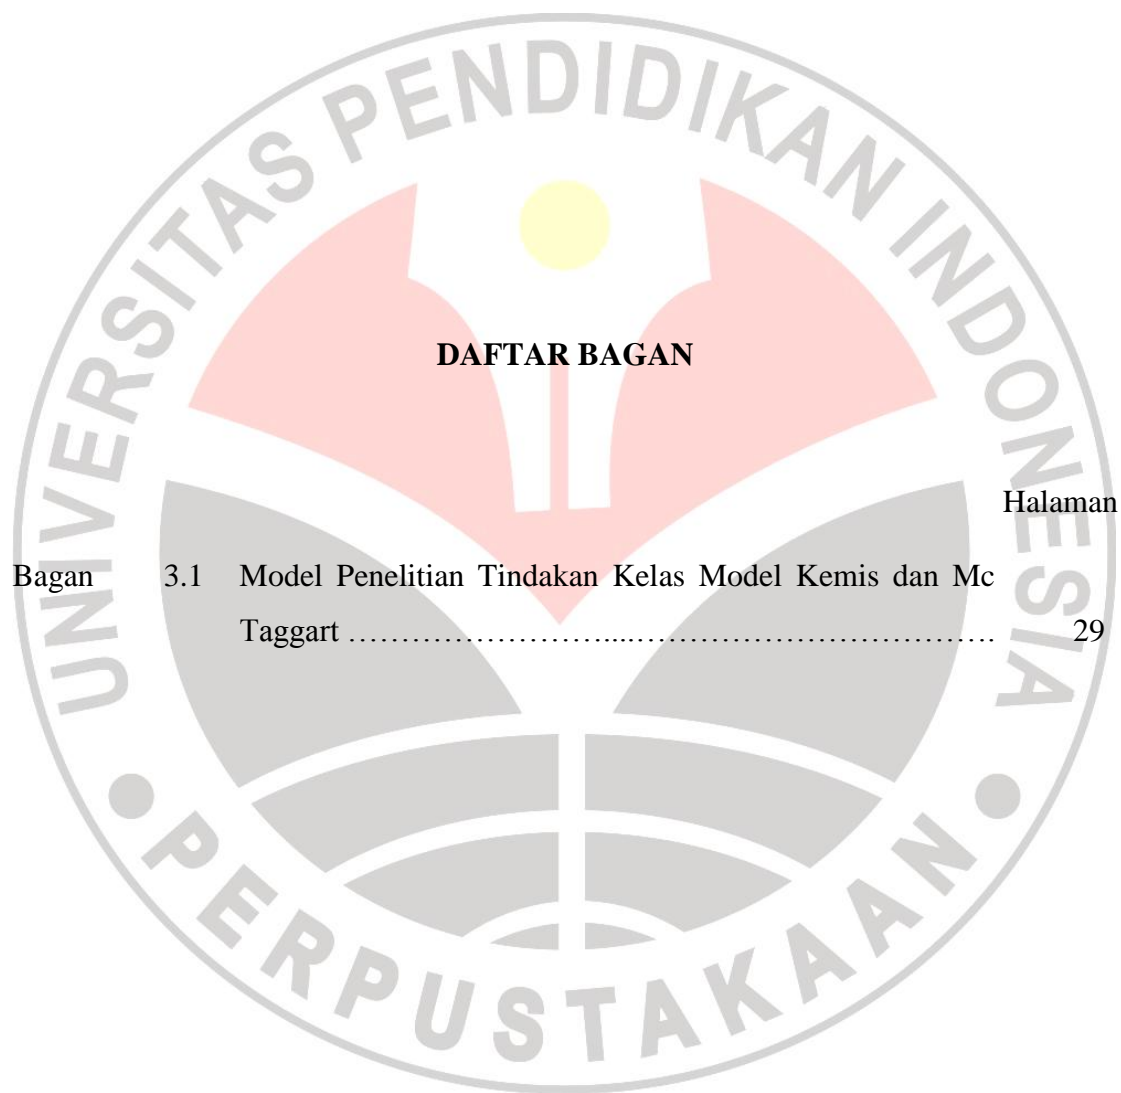 UNIVERSITAS PENDIDIKAN INDONESIA
DAFTAR BAGAN
Halaman
Bagan 3.1 Model Penelitian Tindakan Kelas Model Kemis dan Mc
Taggart …………………….....……………………………. 29
PERPUSTAKAAN